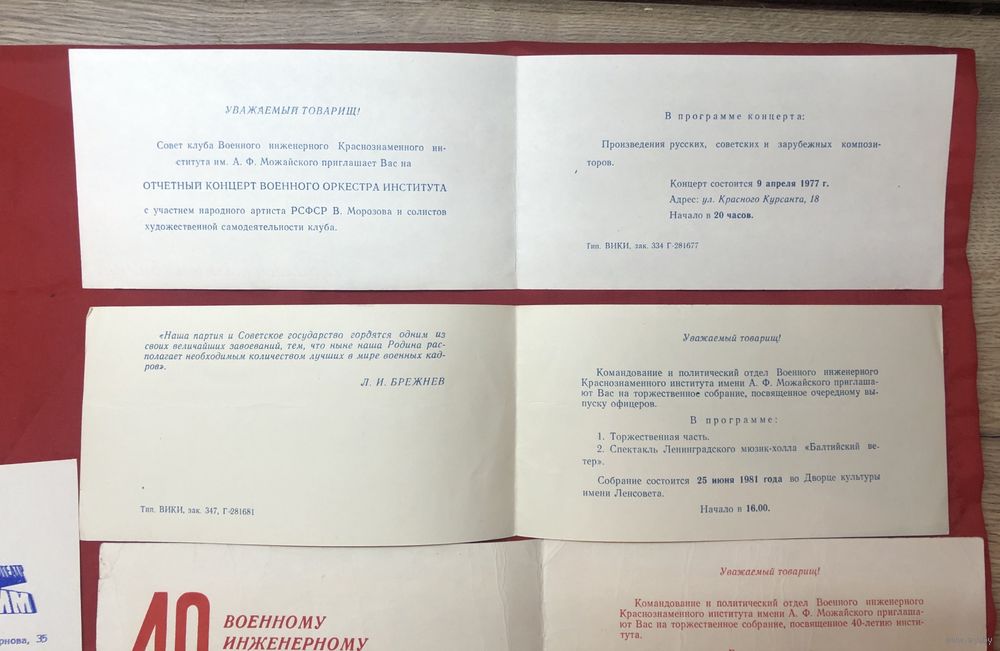 УВАЖАЕМЫЙ ТОВАРИЩ!
Совет клуба Военного инженерного Краснознаменного ин-
ститута им. А. Ф. Можайского приглашает Вас на
ОТЧЕТНЫЙ КОНЦЕРТ ВОЕННОГО ОРКЕСТРА ИНСТИТУТА
с участием народного артиста РСФСР В. Морозова и солистов
художественной самодеятельности клуба.
В программе концерта:
Произведения русских, советских и зарубежных компози-
торов.
Концерт состоится 9 апреля 1977 г.
Адрес: ул. Красного Курсанта, 18
Начало в 20 часов.
Тип. ВИКИ, зак. 334 Г-281677
«Наша партия и Советское государство гордятся одним из
своих величайших завоеваний, тем, что ныне наша Родина рас-
полагает необходимым количеством лучших в мире военных кад-
ров».
Л. И. БРЕЖНЕВ
Тип. ВИКИ, зак. 347, Г-281681
Уважаемый товарищ!
Командование и политический отдел Военного инженерного
Краснознаменного института имени А. Ф. Можайского приглаша-
ют Вас на торжественное собрание, посвященное очередному вы-
пуску офицеров.
В программе:
1. Торжественная часть.
2. Спектакль Ленинградского мюзик-холла «Балтийский ве-
тер».
Собрание состоится 25 июня 1981 года во Дворце культуры
имени Ленсовета.
Начало в 16.00.
40
ВОЕННОМУ
ИНЖЕНЕРНОМУ
Уважаемый товарищ!
Командование и политический отдел Военного инженерного
Краснознаменного института имени А. Ф. Можайского приглаша-
ют Вас на торжественное собрание, посвященное 40-летию инсти-
тута.
рнова, 35